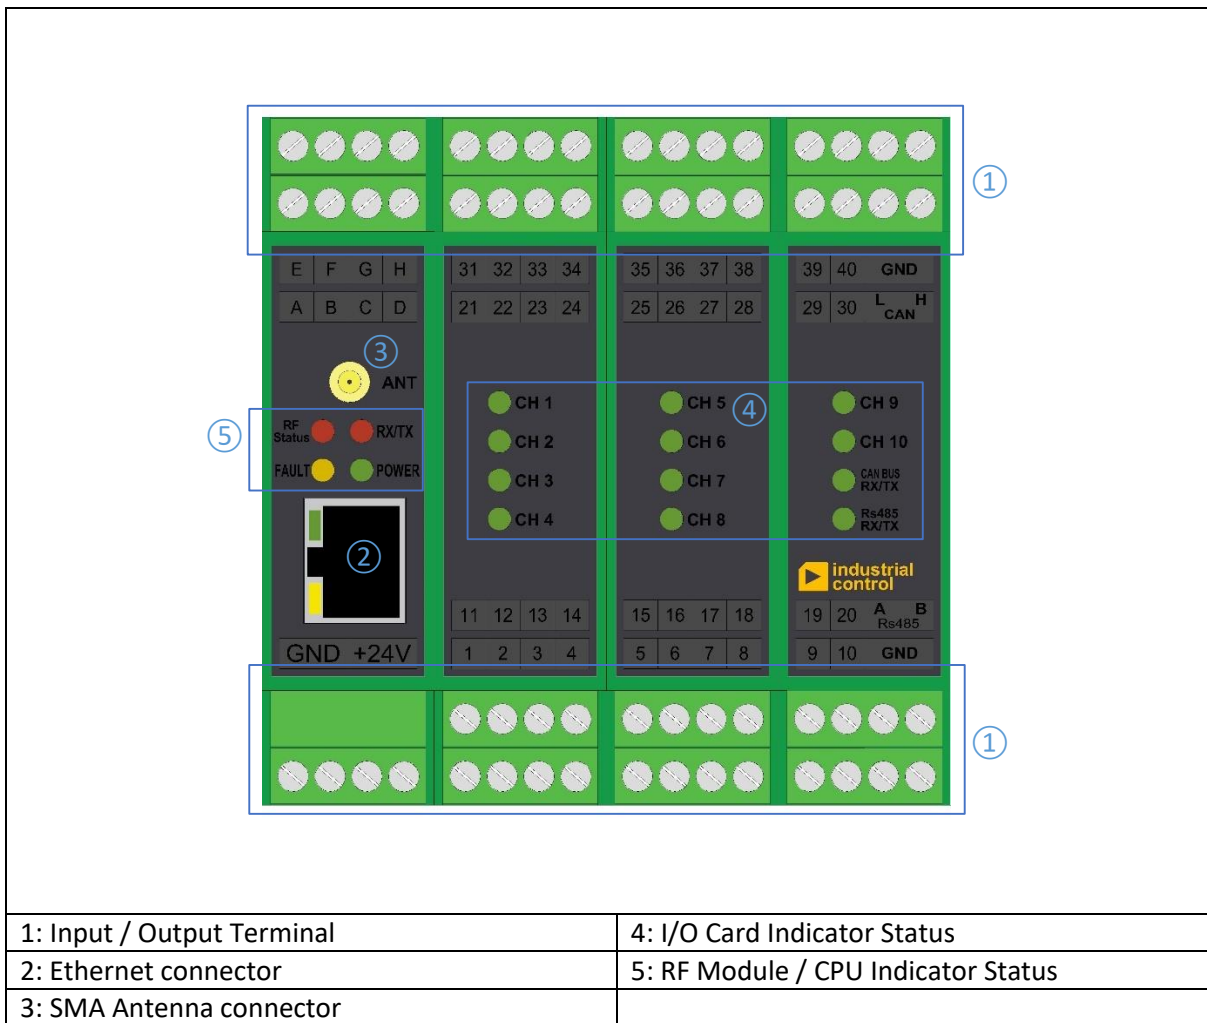 ①
E F G H 31 32 33 34 35 36 37 38 39 40 GND
A B C D 21 22 23 24 25 26 27 28 29 30 L H
CAN
③
ANT
CH 1 CH 5 ④ CH 9
⑤ RF Status RX/TX
CH 2 CH 6 CH 10
FAULT POWER
CH 3 CH 7 CAN BUS RX/TX
CH 4 CH 8 Rs485 RX/TX
②
industrial
control
11 12 13 14 15 16 17 18 19 20 A B
Rs485
GND +24V 1 2 3 4 5 6 7 8 9 10 GND
①
1: Input / Output Terminal 4: I/O Card Indicator Status
2: Ethernet connector 5: RF Module / CPU Indicator Status
3: SMA Antenna connector